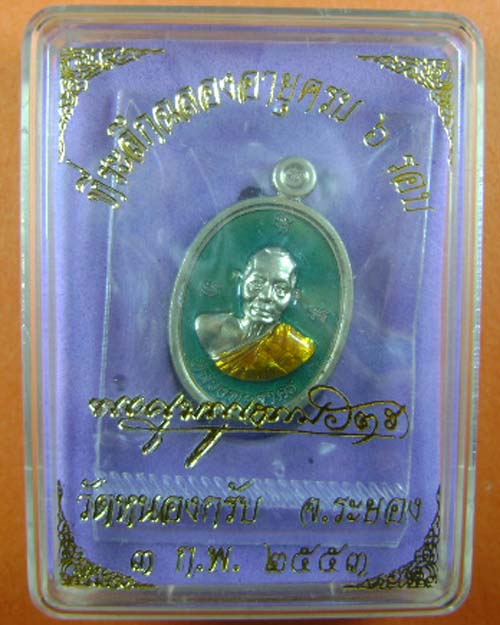 ที่ระลึกฉลองอายุครบ ๖ รอบ
วัดหนองกรับ จ.ระยอง
๓ ก.พ. ๒๕๕๓